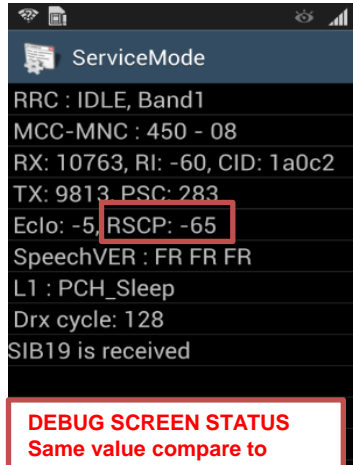 ServiceMode
RRC : IDLE, Band1
MCC-MNC : 450 - 08
RX: 10763, RI: -60, CID: 1a0c2
TX: 9813, PSC: 283
EcIo: -5, RSCP: -65
SpeechVER : FR FR FR
L1 : PCH_Sleep
Drx cycle: 128
SIB19 is received
DEBUG SCREEN STATUS
Same value compare to